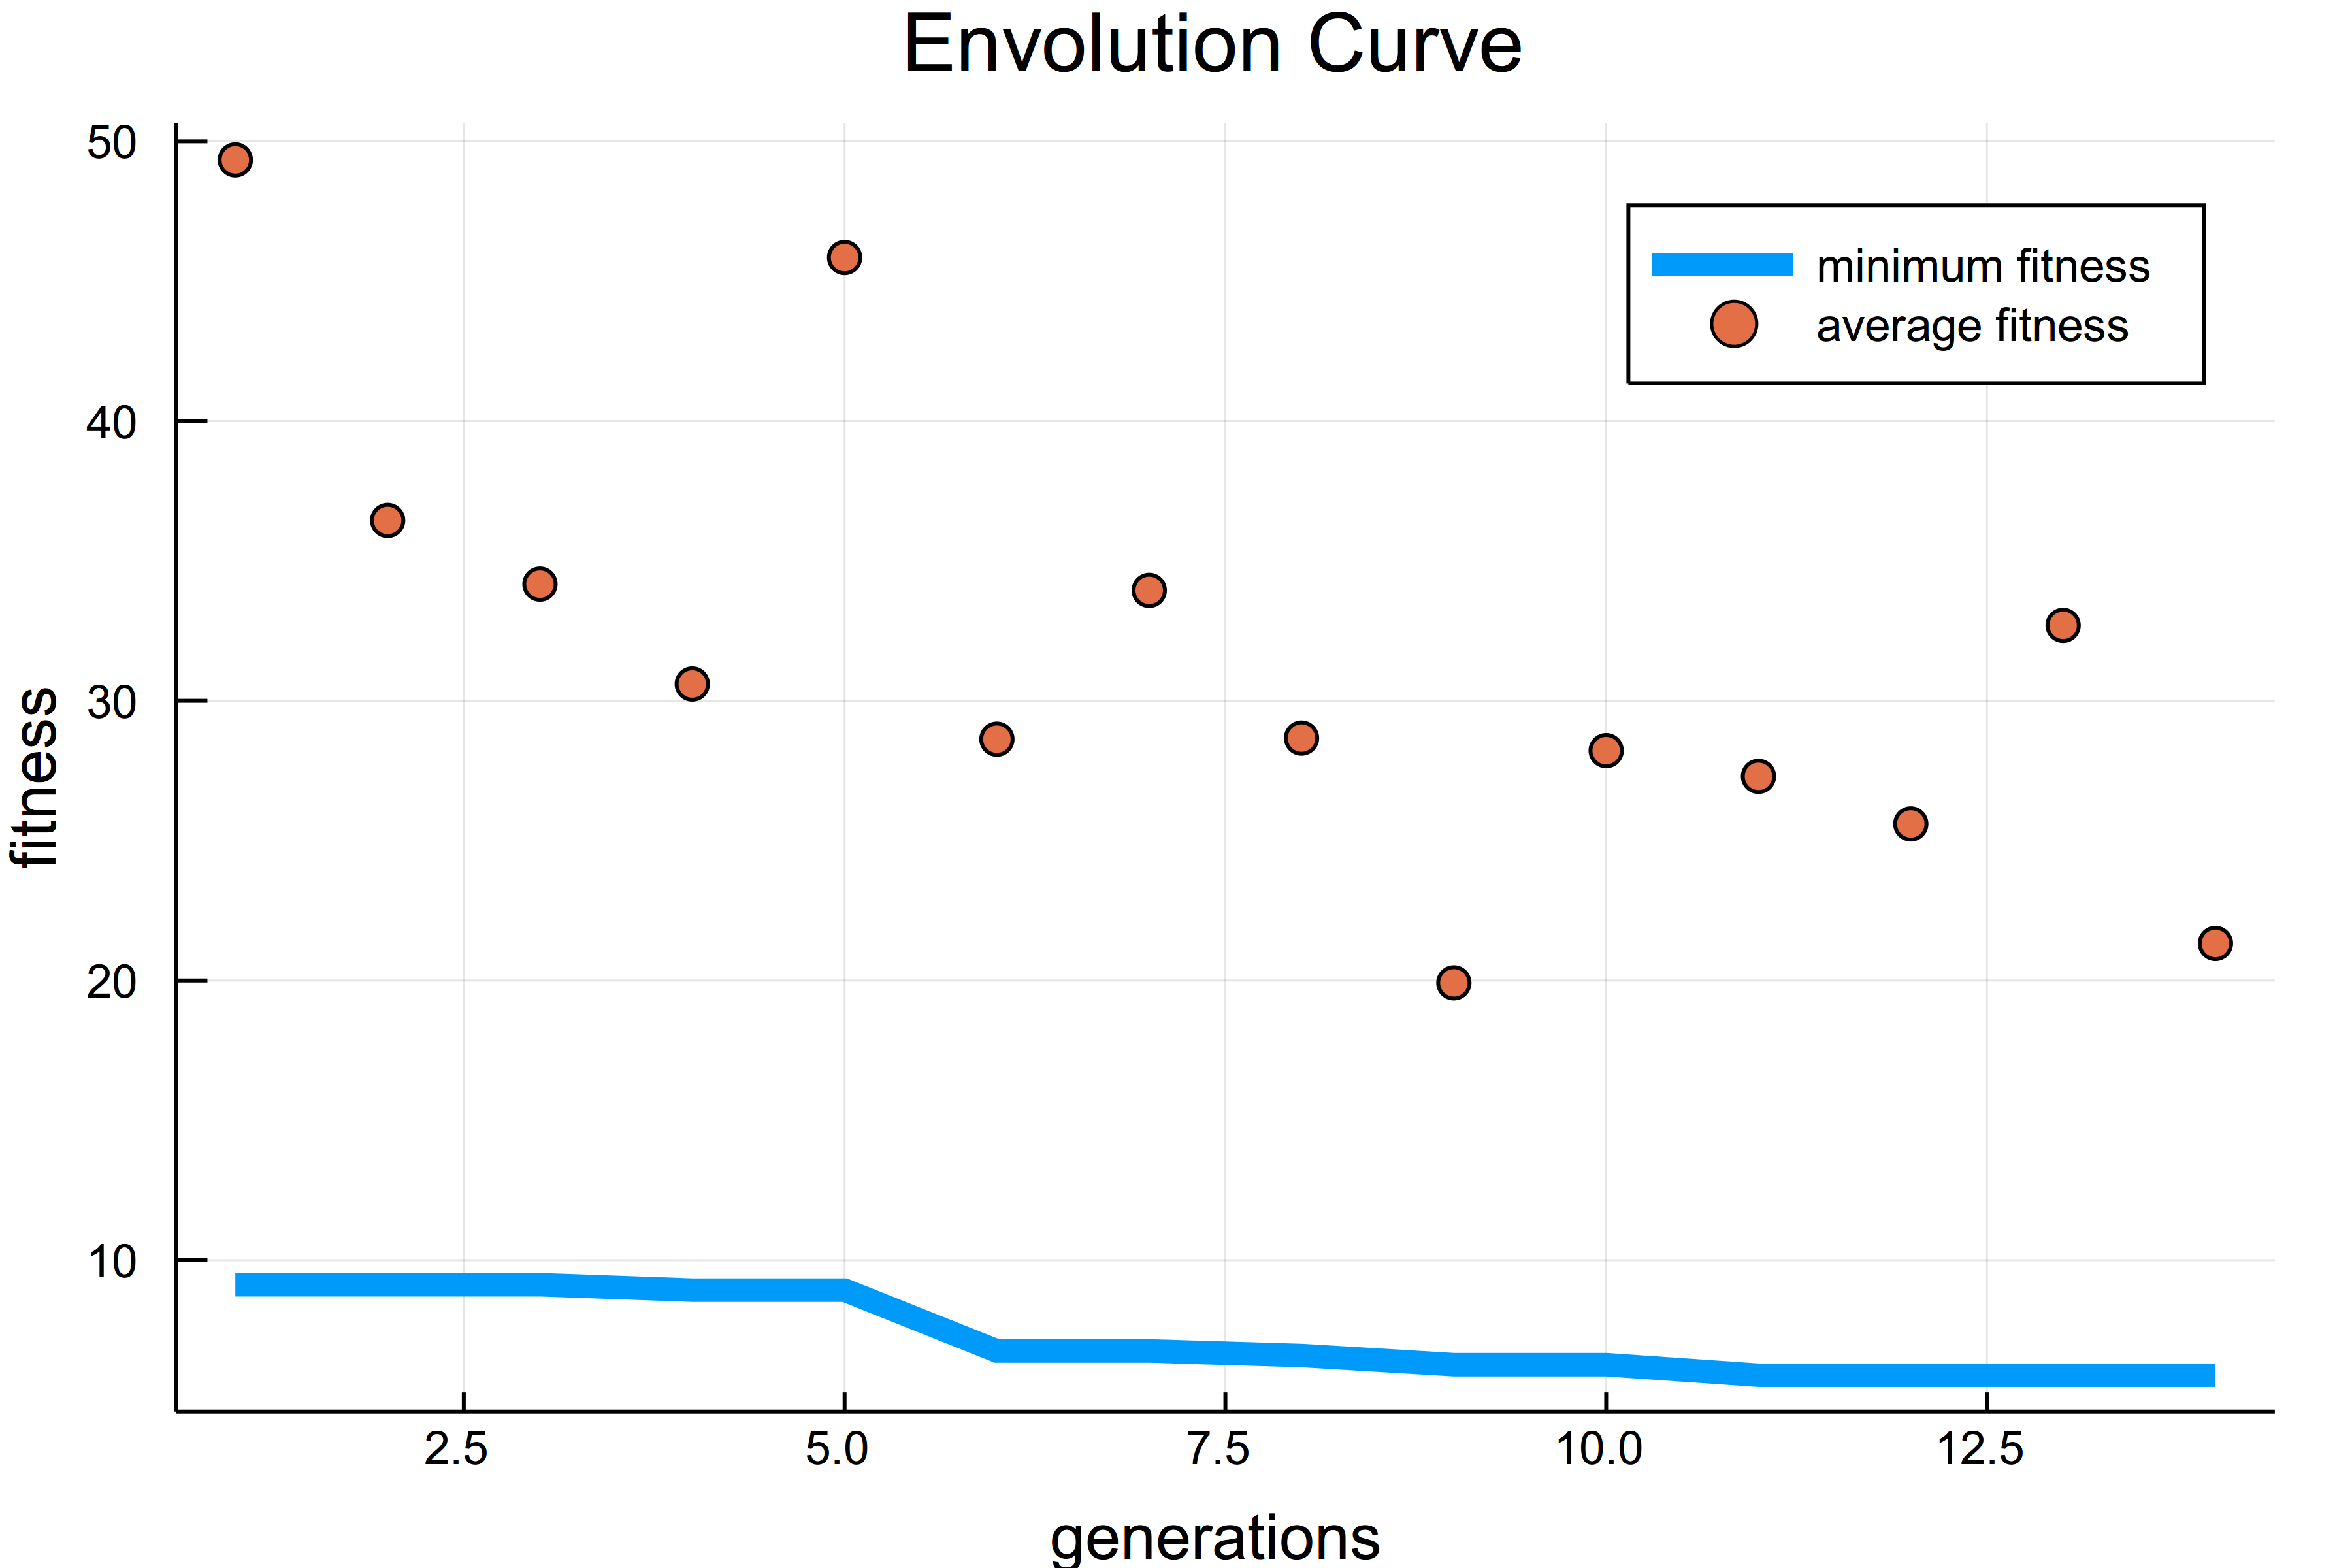 Envolution Curve
50
40
30
20
10
fitness
minimum fitness
average fitness
2.5 5.0 7.5 10.0 12.5
generations